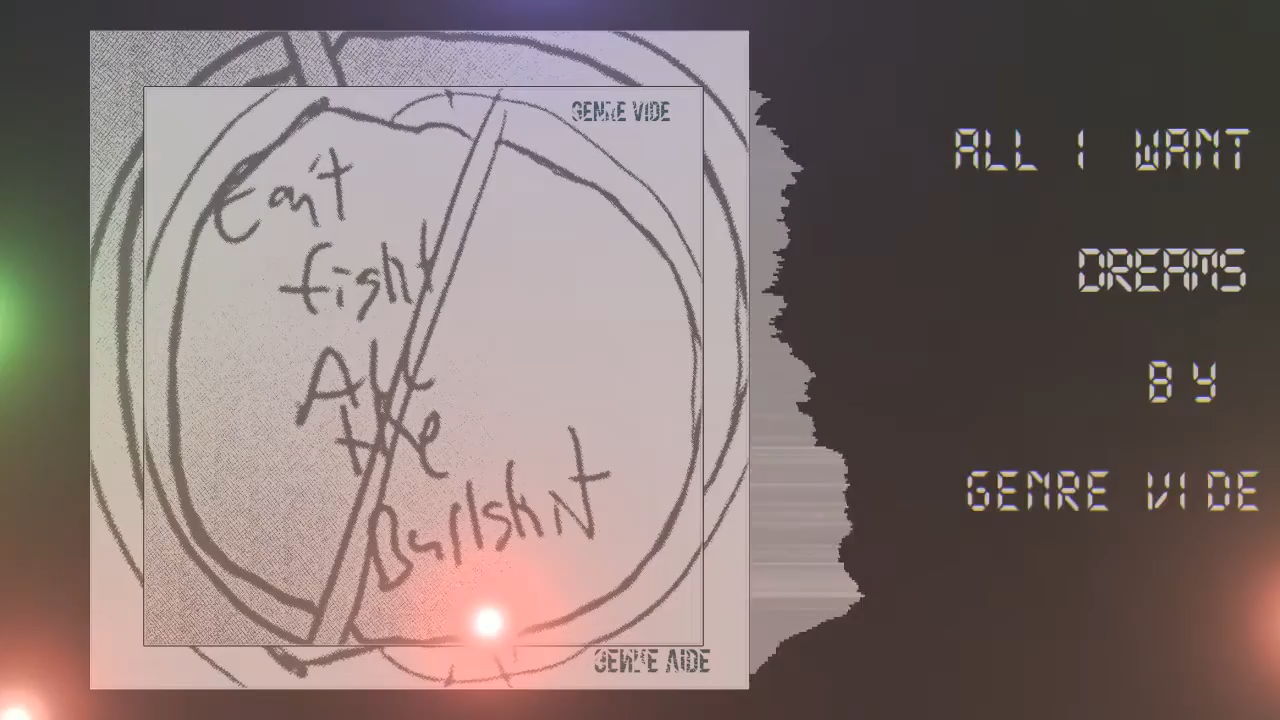 GENRE VIDE
Can't
fight
All
the
Bullshit
GENRE VIDE
ALL I WANT
DREAMS
BY
GENRE VIDE